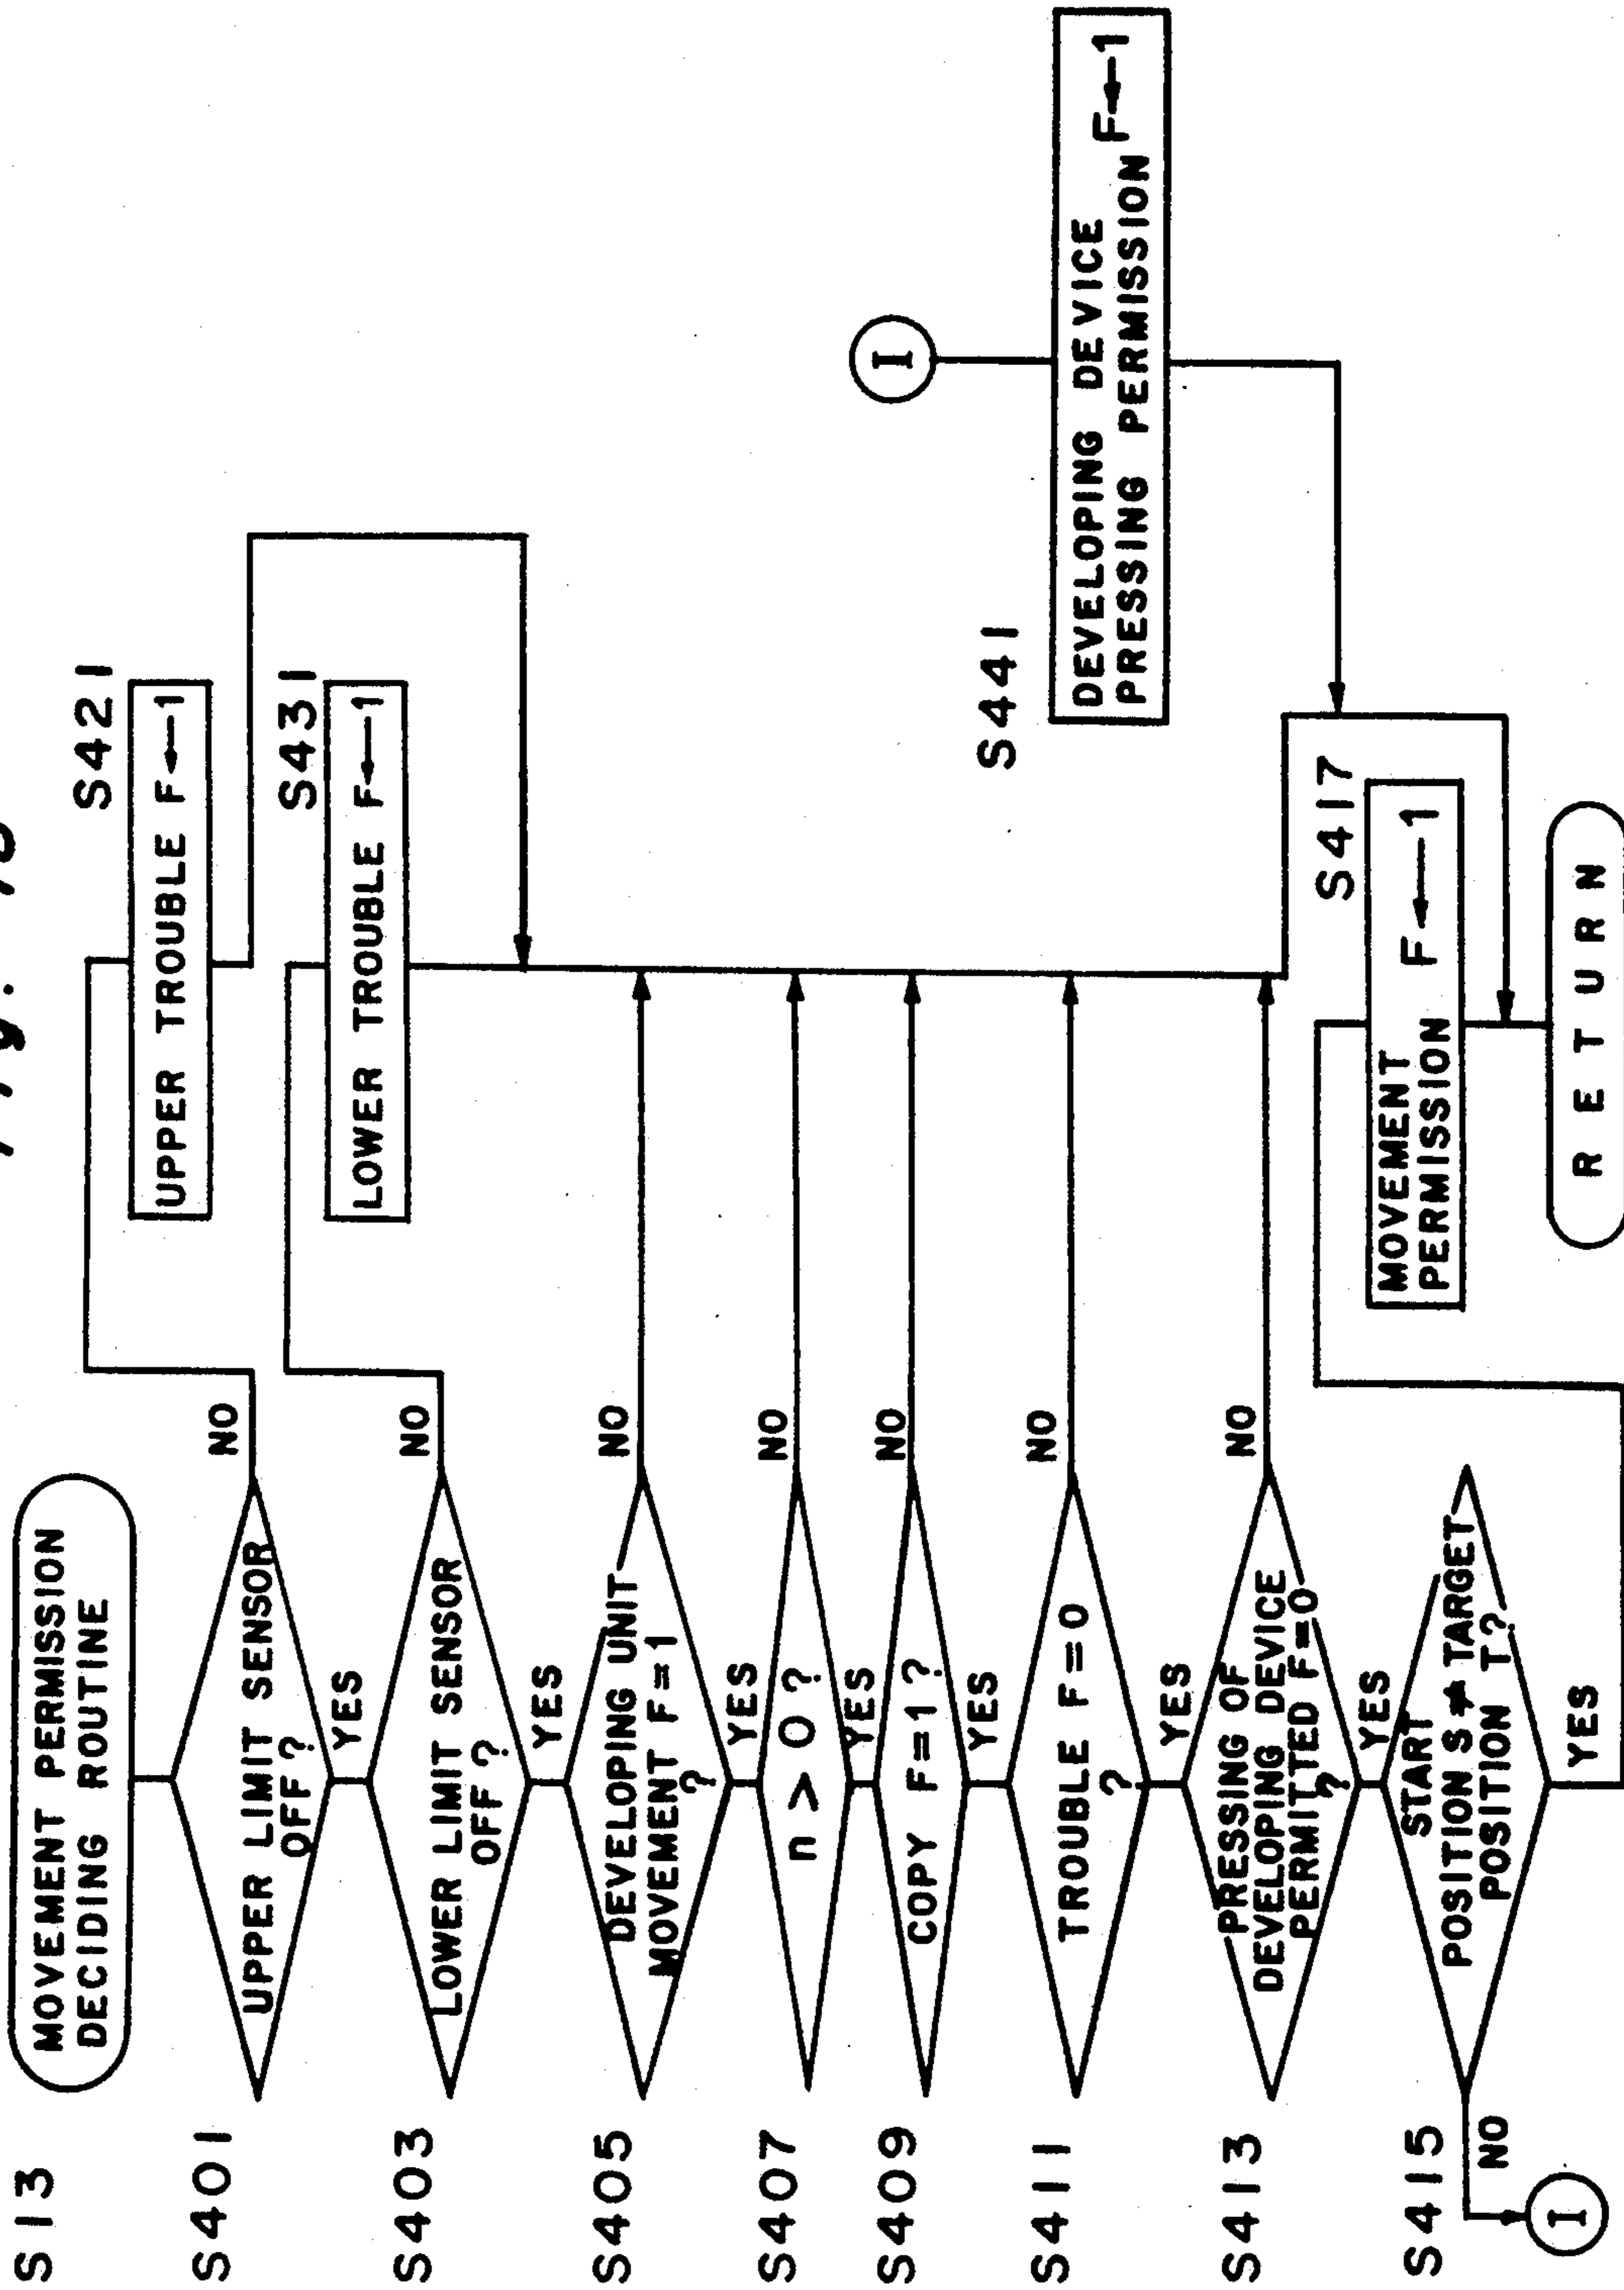 S13
MOVEMENT PERMISSION
DECIDING ROUTINE
S401
UPPER LIMIT SENSOR
OFF?
NO
YES
S421
UPPER TROUBLE F←1
S403
LOWER LIMIT SENSOR
OFF?
NO
YES
S431
LOWER TROUBLE F←1
S405
DEVELOPING UNIT
MOVEMENT F=1
?
NO
YES
S407
n > 0 ?
NO
YES
S409
COPY F=1?
NO
YES
S411
TROUBLE F=0
?
NO
YES
S413
PRESSING OF
DEVELOPING DEVICE
PERMITTED F=0
?
NO
YES
S415
START
POSITION S ≠ TARGET
POSITION T?
NO
YES
I
I
S441
DEVELOPING DEVICE
PRESSING PERMISSION F←1
S417
MOVEMENT
PERMISSION F←1
RETURN